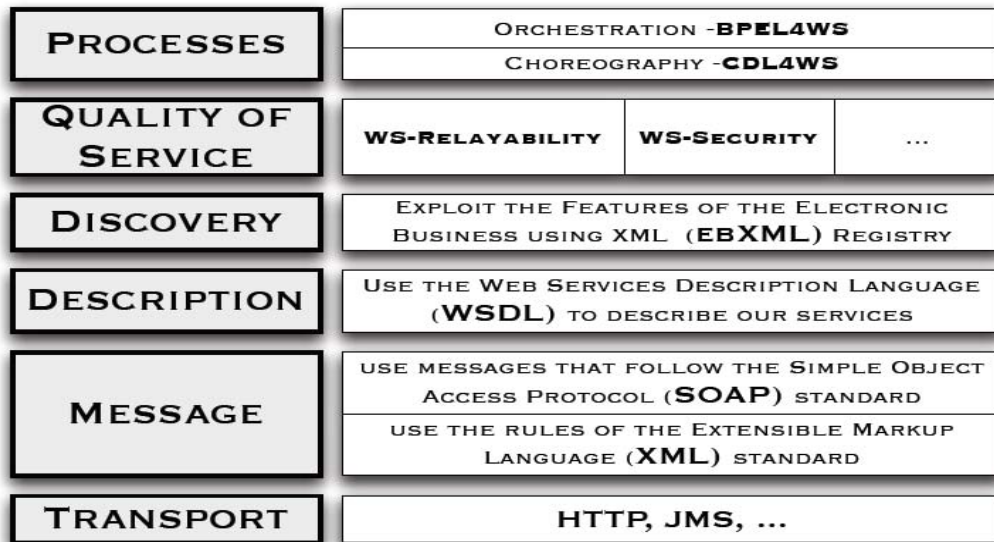 PROCESSES
ORCHESTRATION -BPEL4WS
CHOREOGRAPHY -CDL4WS
QUALITY OF
SERVICE
WS-RELAYABILITY
WS-SECURITY
...
DISCOVERY
EXPLOIT THE FEATURES OF THE ELECTRONIC
BUSINESS USING XML (EBXML) REGISTRY
DESCRIPTION
USE THE WEB SERVICES DESCRIPTION LANGUAGE
(WSDL) TO DESCRIBE OUR SERVICES
MESSAGE
USE MESSAGES THAT FOLLOW THE SIMPLE OBJECT
ACCESS PROTOCOL (SOAP) STANDARD
USE THE RULES OF THE EXTENSIBLE MARKUP
LANGUAGE (XML) STANDARD
TRANSPORT
HTTP, JMS, ...